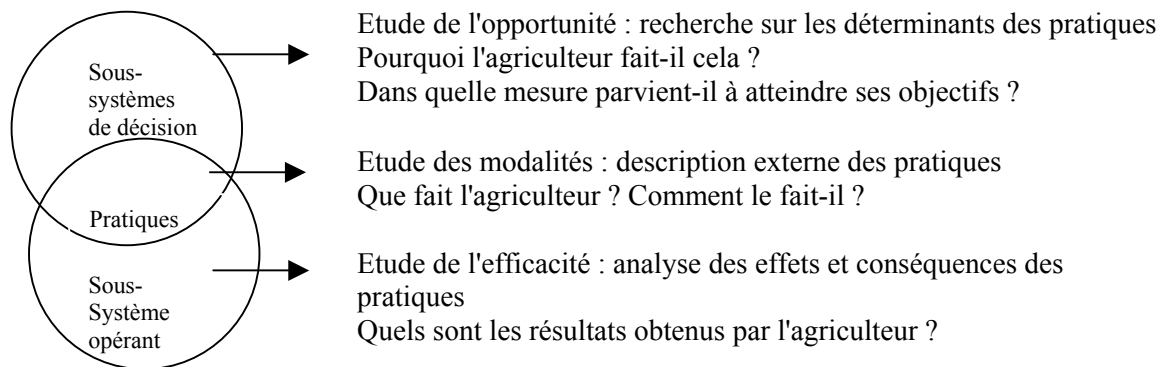 Sous-
systèmes
de décision
Etude de l'opportunité : recherche sur les déterminants des pratiques
Pourquoi l'agriculteur fait-il cela ?
Dans quelle mesure parvient-il à atteindre ses objectifs ?
Pratiques
Etude des modalités : description externe des pratiques
Que fait l'agriculteur ? Comment le fait-il ?
Sous-
Système
opérant
Etude de l'efficacité : analyse des effets et conséquences des
pratiques
Quels sont les résultats obtenus par l'agriculteur ?